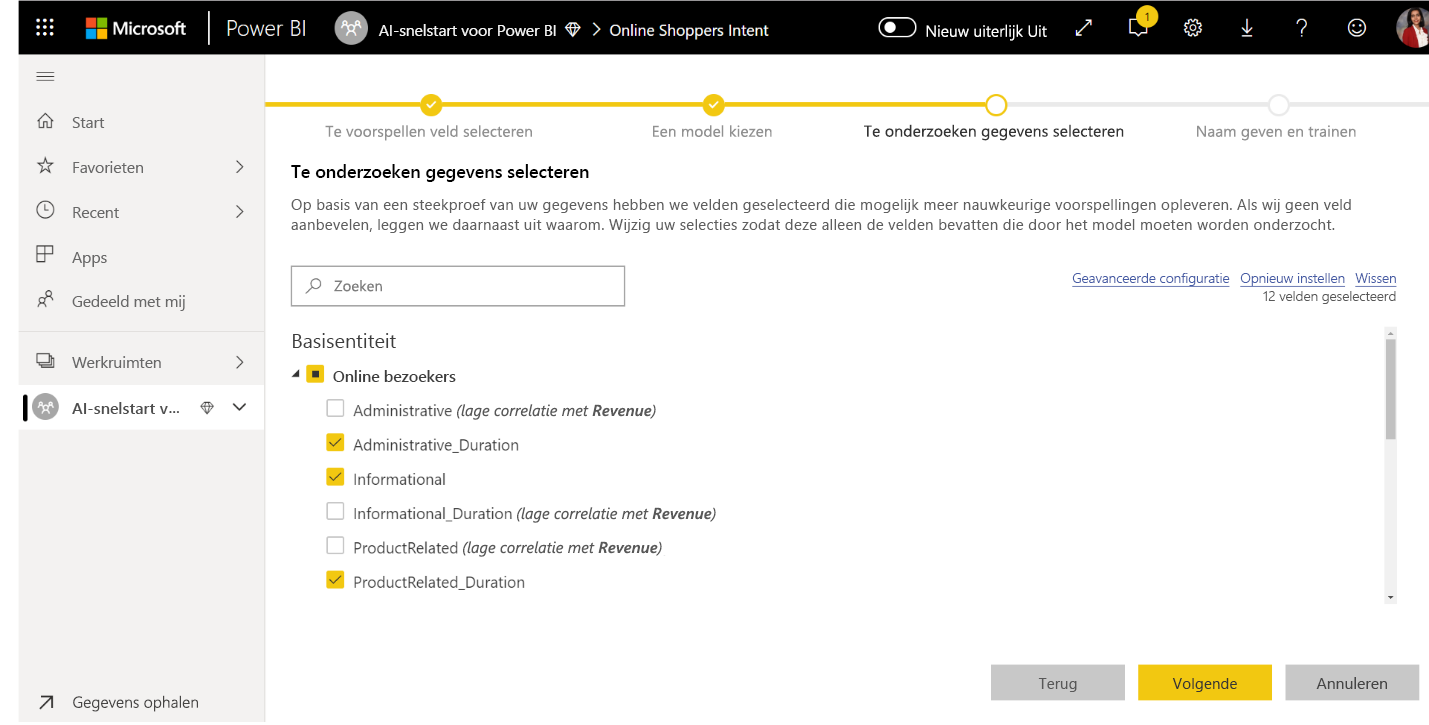 Microsoft Power BI AI-snelstart voor Power BI > Online Shoppers Intent Nieuw uiterlijk Uit 1
Start
Favorieten
Recent
Apps
Gedeeld met mij
Werkruimten
AI-snelstart v...
Gegevens ophalen
Te voorspellen veld selecteren Een model kiezen Te onderzoeken gegevens selecteren Naam geven en trainen
Te onderzoeken gegevens selecteren
Op basis van een steekproef van uw gegevens hebben we velden geselecteerd die mogelijk meer nauwkeurige voorspellingen opleveren. Als wij geen veld
aanbevelen, leggen we daarnaast uit waarom. Wijzig uw selecties zodat deze alleen de velden bevatten die door het model moeten worden onderzocht.
Zoeken
Geavanceerde configuratie Opnieuw instellen Wissen
12 velden geselecteerd
Basisentiteit
Online bezoekers
Administrative (lage correlatie met Revenue)
Administrative_Duration
Informational
Informational_Duration (lage correlatie met Revenue)
ProductRelated (lage correlatie met Revenue)
ProductRelated_Duration
Terug Volgende Annuleren